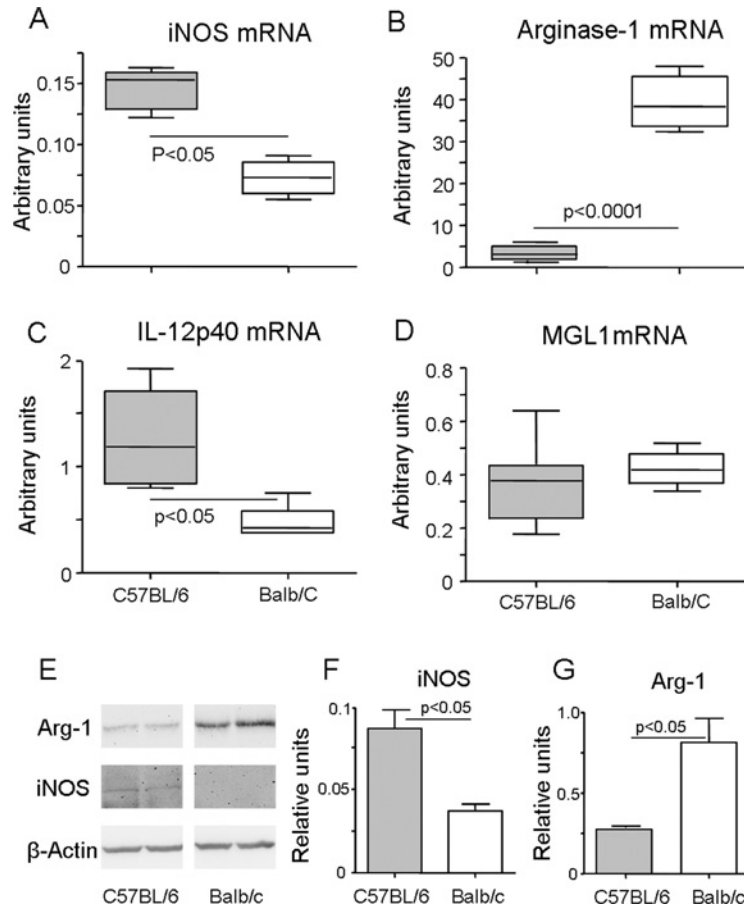 A
iNOS mRNA
Arbitrary units
0.15
0.10
0.05
0
P<0.05
B
Arginase-1 mRNA
Arbitrary units
50
40
30
20
10
0
p<0.0001
C
IL-12p40 mRNA
Arbitrary units
2
1
0
p<0.05
C57BL/6
Balb/C
D
MGL1mRNA
Arbitrary units
0.8
0.6
0.4
0.2
0
C57BL/6
Balb/C
E
Arg-1
iNOS
β-Actin
C57BL/6
Balb/c
F
iNOS
Relative units
0.1
0.05
0
p<0.05
C57BL/6
Balb/c
G
Arg-1
Relative units
1.0
0.5
0
p<0.05
C57BL/6
Balb/c